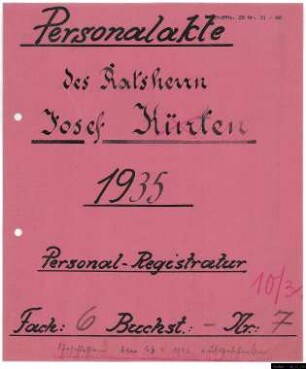 Personalakte
des Ratsherrn
Josef Kürten
1935
Personal-Registratur
10/3
Fach: 6 Buchst.: - Nr.: 7